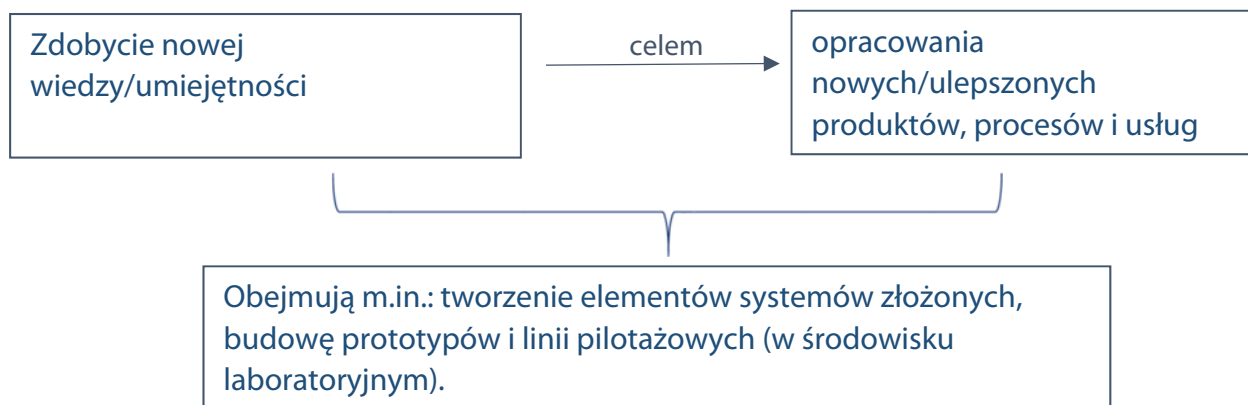 Zdobycie nowej
wiedzy/umiejętności
celem
opracowania
nowych/ulepszonych
produktów, procesów i usług
Obejmują m.in.: tworzenie elementów systemów złożonych,
budowę prototypów i linii pilotażowych (w środowisku
laboratoryjnym).